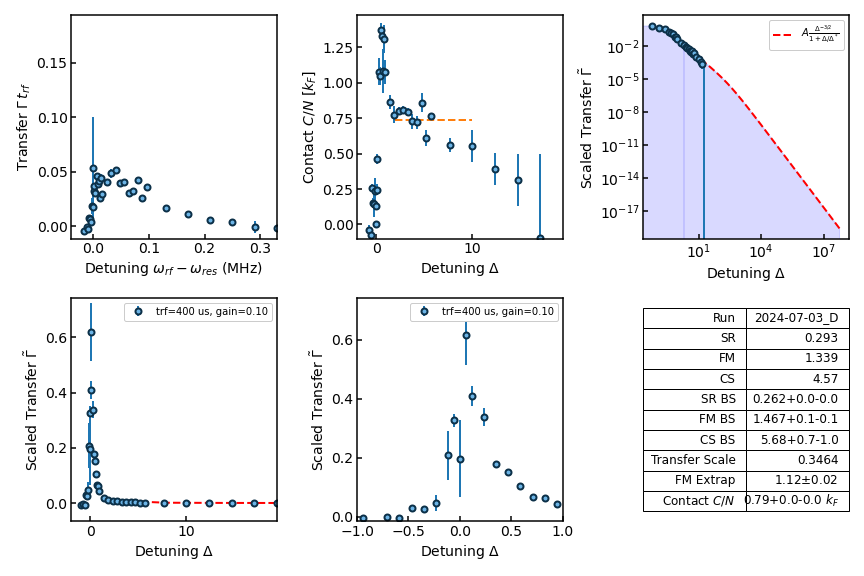 0.15
0.10
0.05
0.00
Transfer Γ t_rf
0.0 0.1 0.2 0.3
Detuning ω_rf − ω_res (MHz)
1.25
1.00
0.75
0.50
0.25
0.00
Contact C/N [k_F]
0 10
Detuning Δ
10^−2
10^−5
10^−8
10^−11
10^−14
10^−17
Scaled Transfer Γ̃
A Δ^−3/2 / (1+Δ/Δ*)
10^1 10^4 10^7
Detuning Δ
0.6
0.4
0.2
0.0
Scaled Transfer Γ̃
trf=400 us, gain=0.10
0 10
Detuning Δ
0.6
0.4
0.2
0.0
Scaled Transfer Γ̃
trf=400 us, gain=0.10
−1.0 −0.5 0.0 0.5 1.0
Detuning Δ
Run 2024-07-03_D
SR 0.293
FM 1.339
CS 4.57
SR BS 0.262+0.0-0.0
FM BS 1.467+0.1-0.1
CS BS 5.68+0.7-1.0
Transfer Scale 0.3464
FM Extrap 1.12±0.02
Contact C/N 0.79+0.0-0.0 k_F